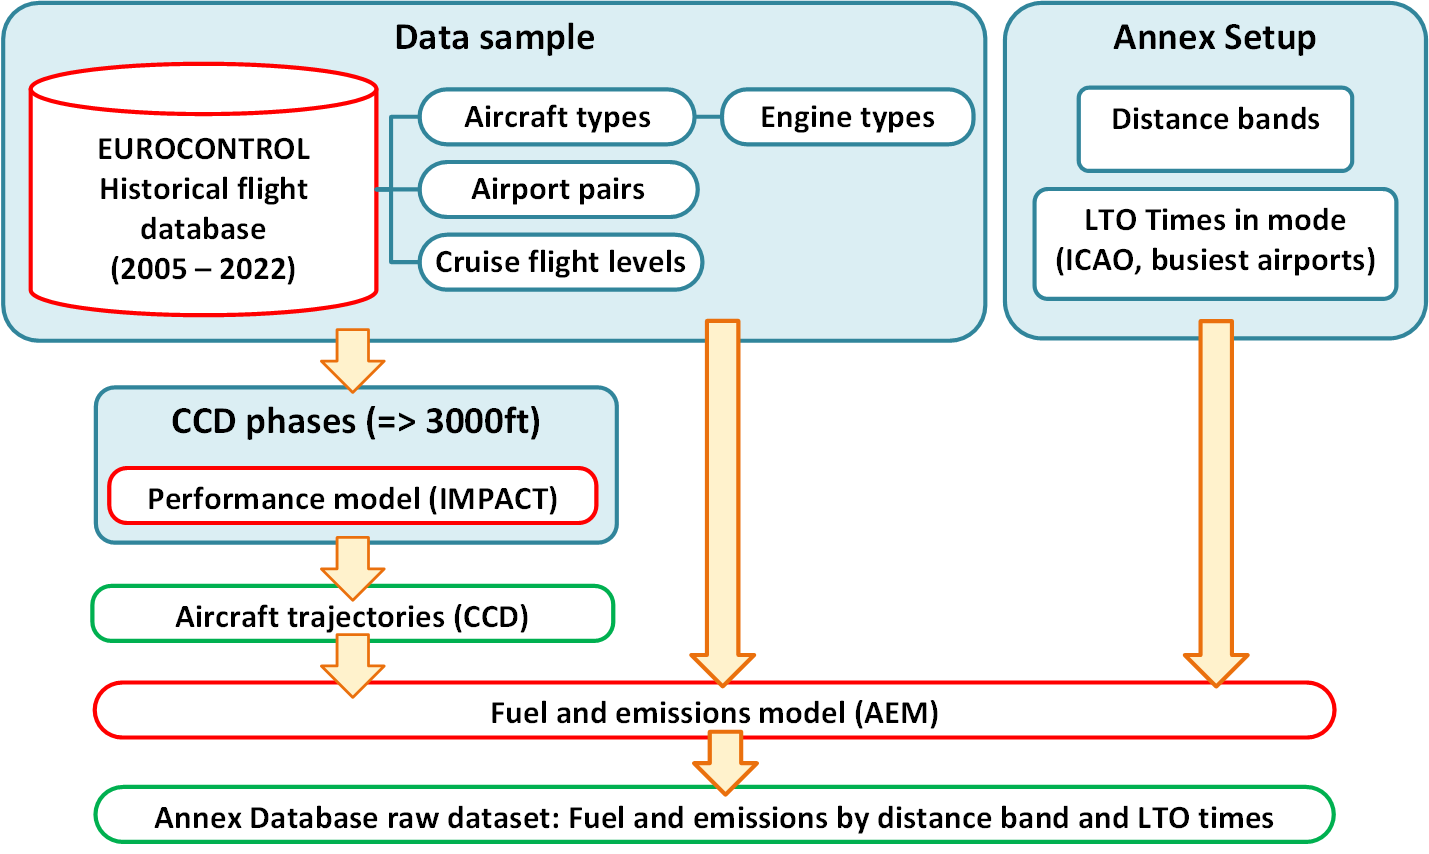 Data sample
EUROCONTROL
Historical flight
database
(2005 – 2022)
Aircraft types
Engine types
Airport pairs
Cruise flight levels
Annex Setup
Distance bands
LTO Times in mode
(ICAO, busiest airports)
CCD phases (=> 3000ft)
Performance model (IMPACT)
Aircraft trajectories (CCD)
Fuel and emissions model (AEM)
Annex Database raw dataset: Fuel and emissions by distance band and LTO times